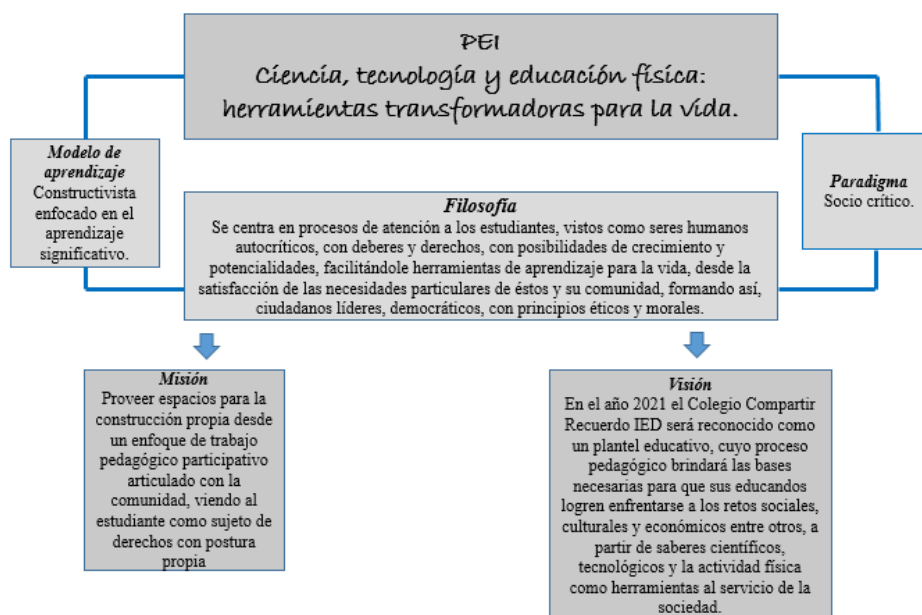 PEI
Ciencia, tecnología y educación física:
herramientas transformadoras para la vida.
Modelo de
aprendizaje
Constructivista
enfocado en el
aprendizaje
significativo.
Paradigma
Socio crítico.
Filosofía
Se centra en procesos de atención a los estudiantes, vistos como seres humanos
autocríticos, con deberes y derechos, con posibilidades de crecimiento y
potencialidades, facilitándole herramientas de aprendizaje para la vida, desde la
satisfacción de las necesidades particulares de éstos y su comunidad, formando así,
ciudadanos líderes, democráticos, con principios éticos y morales.
Misión
Proveer espacios para la
construcción propia desde
un enfoque de trabajo
pedagógico participativo
articulado con la
comunidad, viendo al
estudiante como sujeto de
derechos con postura
propia
Visión
En el año 2021 el Colegio Compartir
Recuerdo IED será reconocido como
un plantel educativo, cuyo proceso
pedagógico brindará las bases
necesarias para que sus educandos
logren enfrentarse a los retos sociales,
culturales y económicos entre otros, a
partir de saberes científicos,
tecnológicos y la actividad física
como herramientas al servicio de la
sociedad.